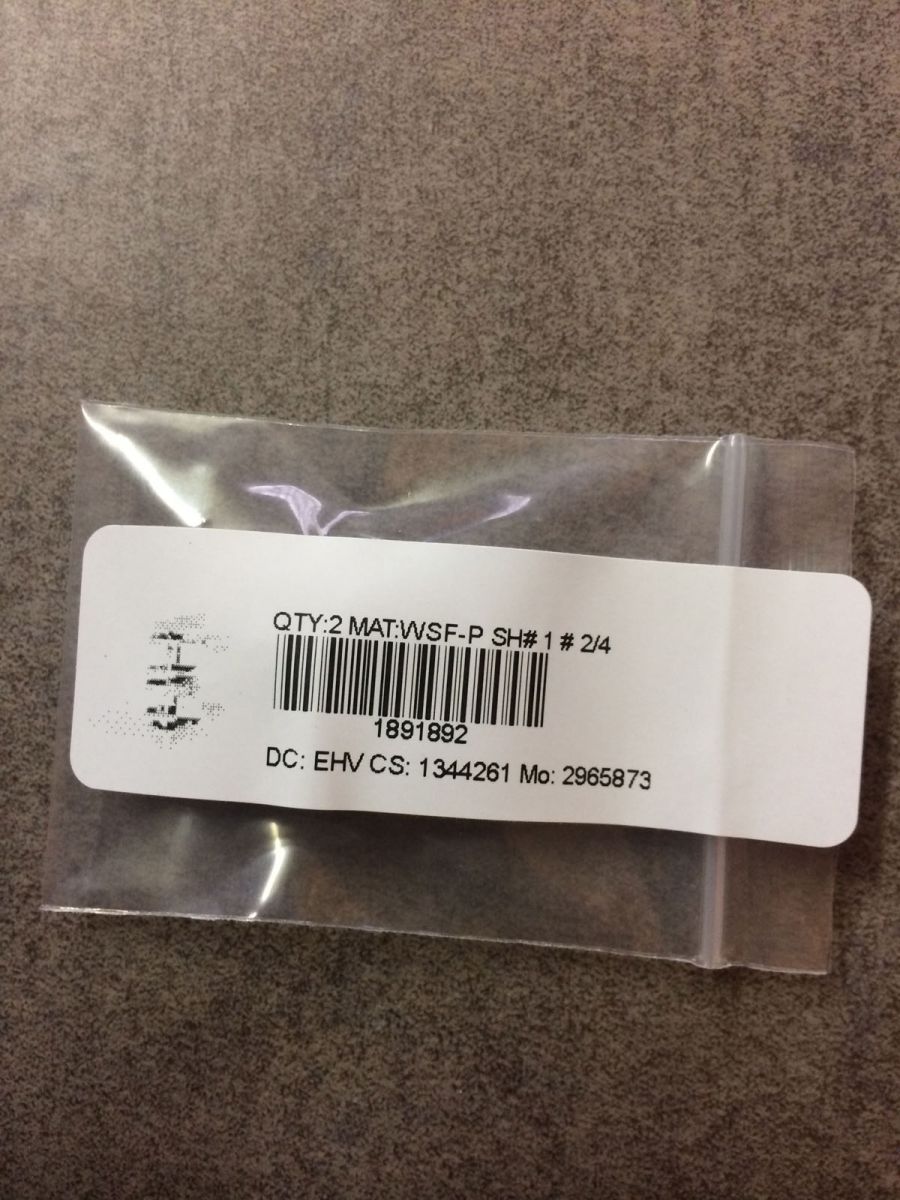 QTY:2 MAT:WSF-P SH# 1 # 2/4
1891892
DC: EHV CS: 1344261 Mo: 2965873